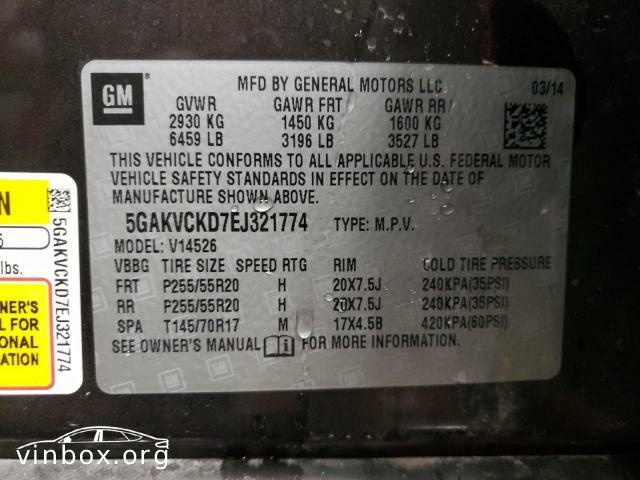 GM
MFD BY GENERAL MOTORS LLC
03/14
GVWR GAWR FRT GAWR RR
2930 KG 1450 KG 1600 KG
6459 LB 3196 LB 3527 LB
THIS VEHICLE CONFORMS TO ALL APPLICABLE U.S. FEDERAL MOTOR
VEHICLE SAFETY STANDARDS IN EFFECT ON THE DATE OF
MANUFACTURE SHOWN ABOVE.
5GAKVCKD7EJ321774 TYPE: M.P.V.
MODEL: V14526
VBBG TIRE SIZE SPEED RTG RIM COLD TIRE PRESSURE
FRT P255/55R20 H 20X7.5J 240KPA(35PSI)
RR P255/55R20 H 20X7.5J 240KPA(35PSI)
SPA T145/70R17 M 17X4.5B 420KPA(60PSI)
SEE OWNER'S MANUAL FOR MORE INFORMATION.
N
5
lbs.
WNER'S
L FOR
ONAL
ATION
5GAKVCKD7EJ321774
vinbox.org